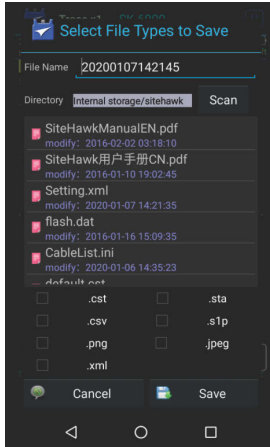 Select File Types to Save
File Name 20200107142145
Directory Internal storage/sitehawk Scan
SiteHawkManualEN.pdf
modify: 2016-02-02 03:18:10
SiteHawk用户手册CN.pdf
modify: 2016-01-10 19:02:45
Setting.xml
modify: 2020-01-07 14:21:35
flash.dat
modify: 2016-01-16 15:09:35
CableList.ini
modify: 2020-01-06 14:35:23
default.cst
.cst .sta
.csv .s1p
.png .jpeg
.xml
Cancel Save